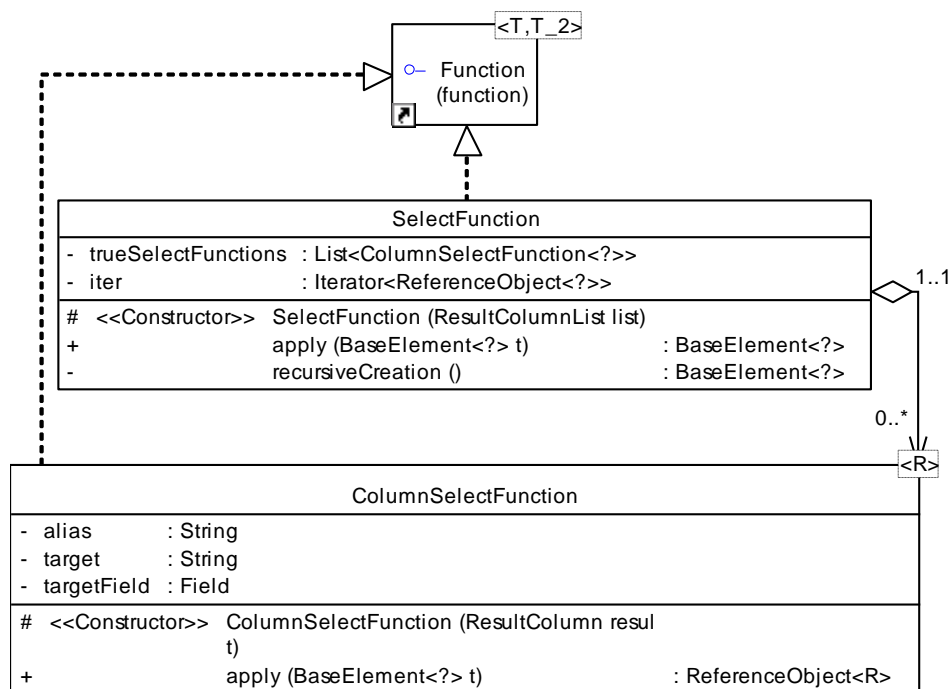 <T,T_2>
Function
(function)
SelectFunction
- trueSelectFunctions : List<ColumnSelectFunction<?>>
- iter : Iterator<ReferenceObject<?>>
1..1
# <<Constructor>> SelectFunction (ResultColumnList list)
+ apply (BaseElement<?> t) : BaseElement<?>
- recursiveCreation () : BaseElement<?>
0..*
<R>
ColumnSelectFunction
- alias : String
- target : String
- targetField : Field
# <<Constructor>> ColumnSelectFunction (ResultColumn resul
t)
+ apply (BaseElement<?> t) : ReferenceObject<R>